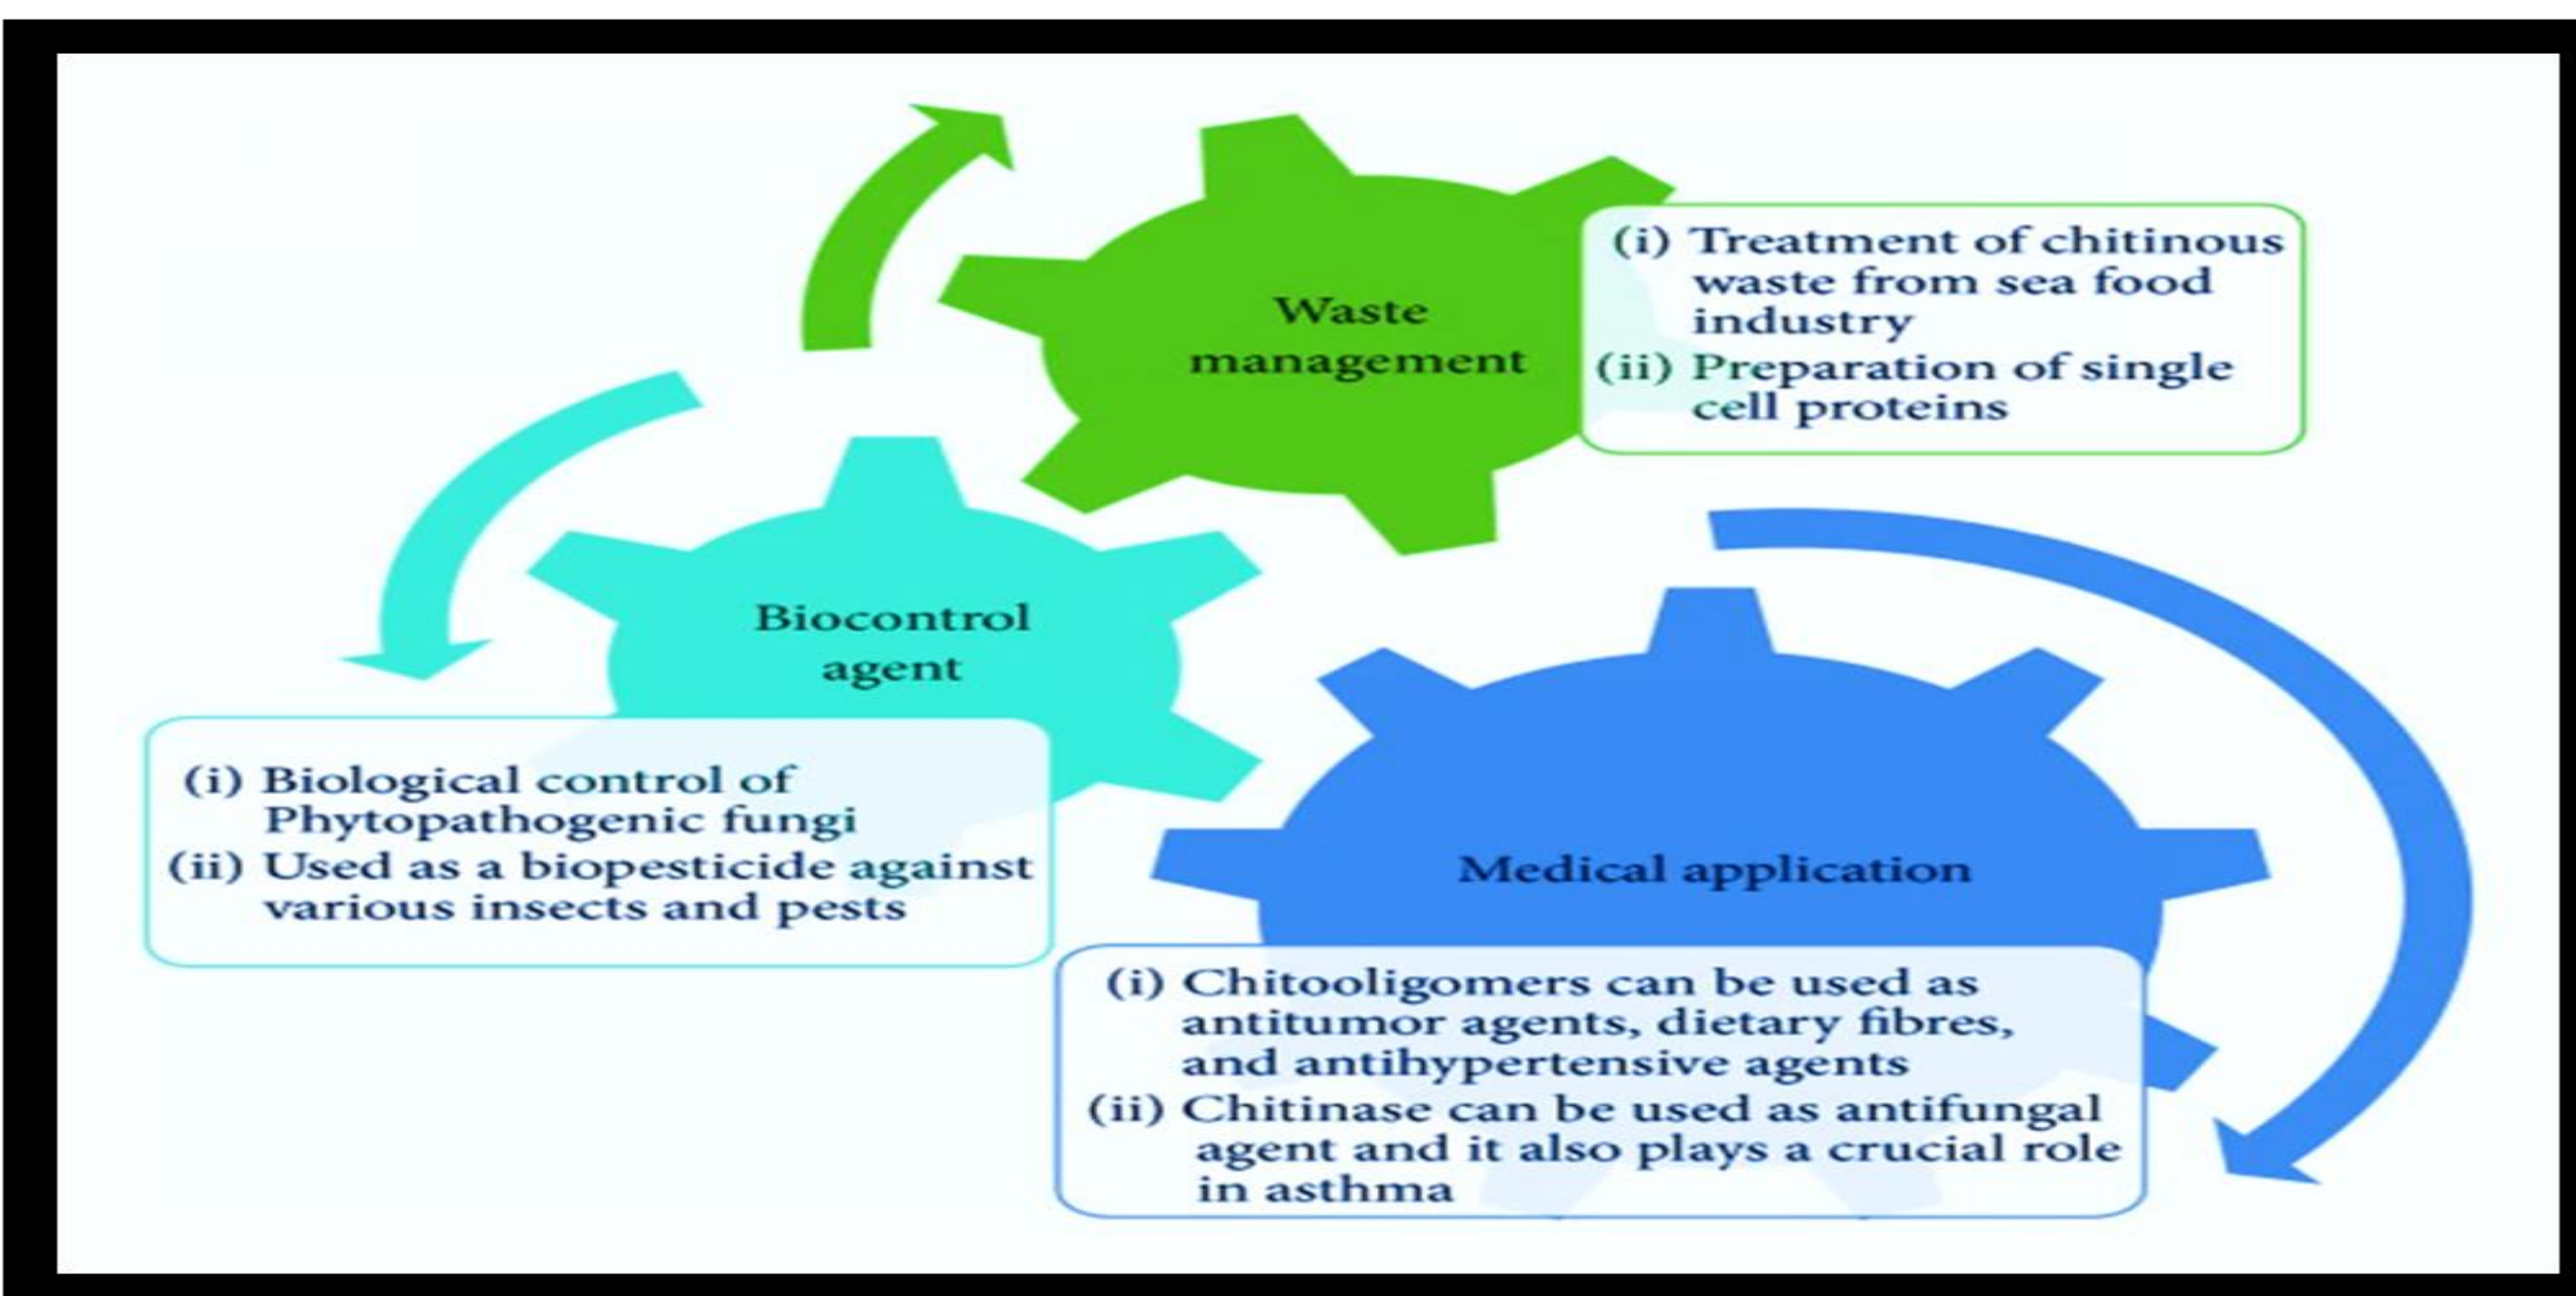 Waste
management
(i) Treatment of chitinous
waste from sea food
industry
(ii) Preparation of single
cell proteins
Biocontrol
agent
(i) Biological control of
Phytopathogenic fungi
(ii) Used as a biopesticide against
various insects and pests
Medical application
(i) Chitooligomers can be used as
antitumor agents, dietary fibres,
and antihypertensive agents
(ii) Chitinase can be used as antifungal
agent and it also plays a crucial role
in asthma